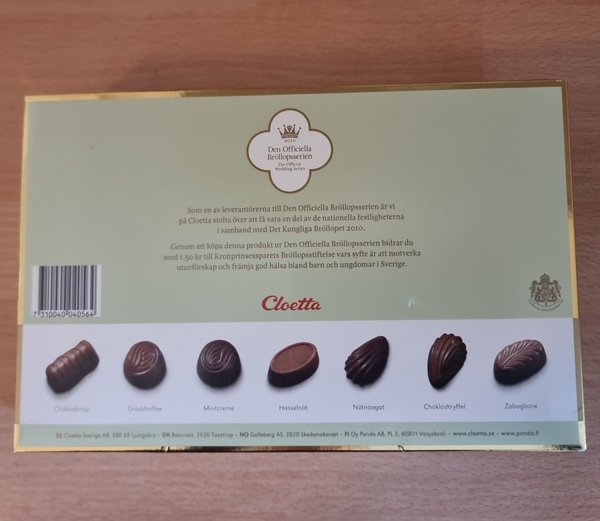 2010
Den Officiella
Bröllopsserien
The Official
Wedding Series
Som en av leverantörerna till Den Officiella Bröllopsserien är vi
på Cloetta stolta över att få vara en del av de nationella festligheterna
i samband med Det Kungliga Bröllopet 2010.
Genom att köpa denna produkt ur Den Officiella Bröllopsserien bidrar du
med 1,50 kr till Kronprinsessparets Bröllopsstiftelse vars syfte är att motverka
utanförskap och främja god hälsa bland barn och ungdomar i Sverige.
7 310040 040564
Cloetta
Chokladcrisp Gräddtoffee Mintcreme Hasselnöt Nötnougat Chokladtryffel Zabaglione
SE Cloetta Sverige AB, 590 69 Ljungsbro - DK Beauvais, 2630 Taastrup - NO Galleberg AS, 2020 Skedsmokorset - FI Oy Panda AB, PL 3, 40801 Vaajakoski - www.cloetta.se - www.panda.fi